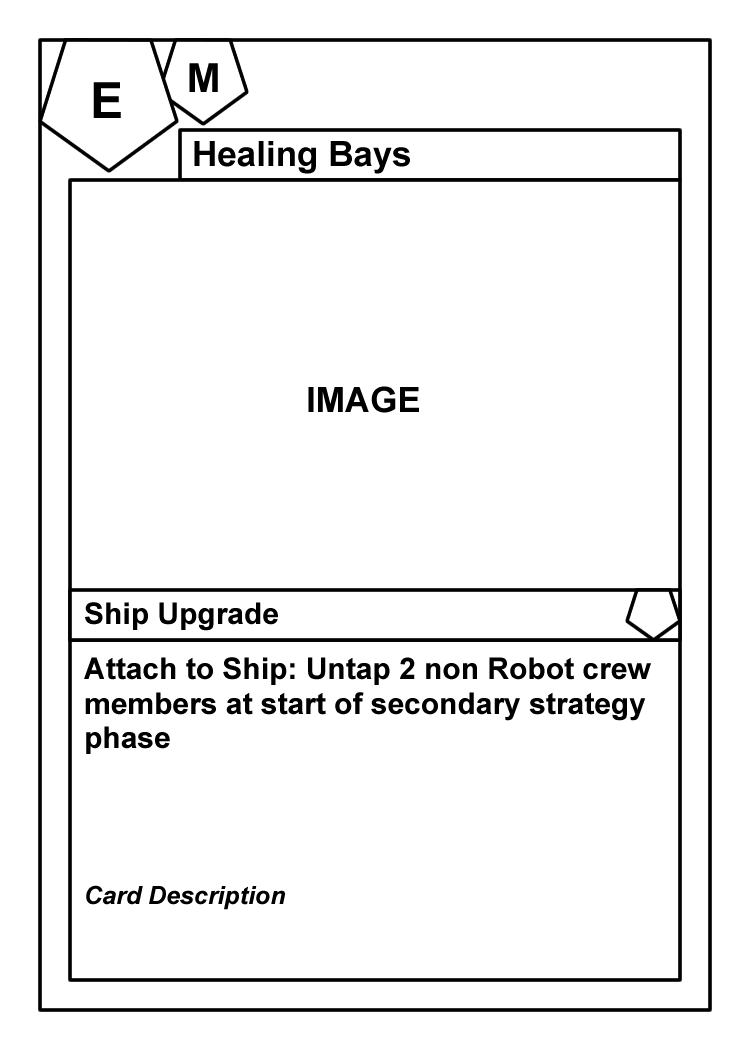 E
M
Healing Bays
IMAGE
Ship Upgrade
Attach to Ship: Untap 2 non Robot crew
members at start of secondary strategy
phase
Card Description